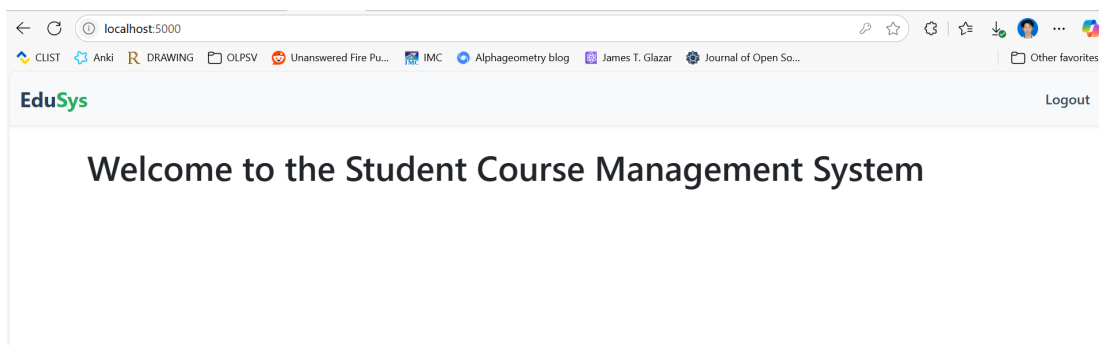 localhost:5000
CLIST Anki R DRAWING OLPSV Unanswered Fire Pu... IMC IMC Alphageometry blog James T. Glazar Journal of Open So... Other favorites
EduSys Logout
Welcome to the Student Course Management System